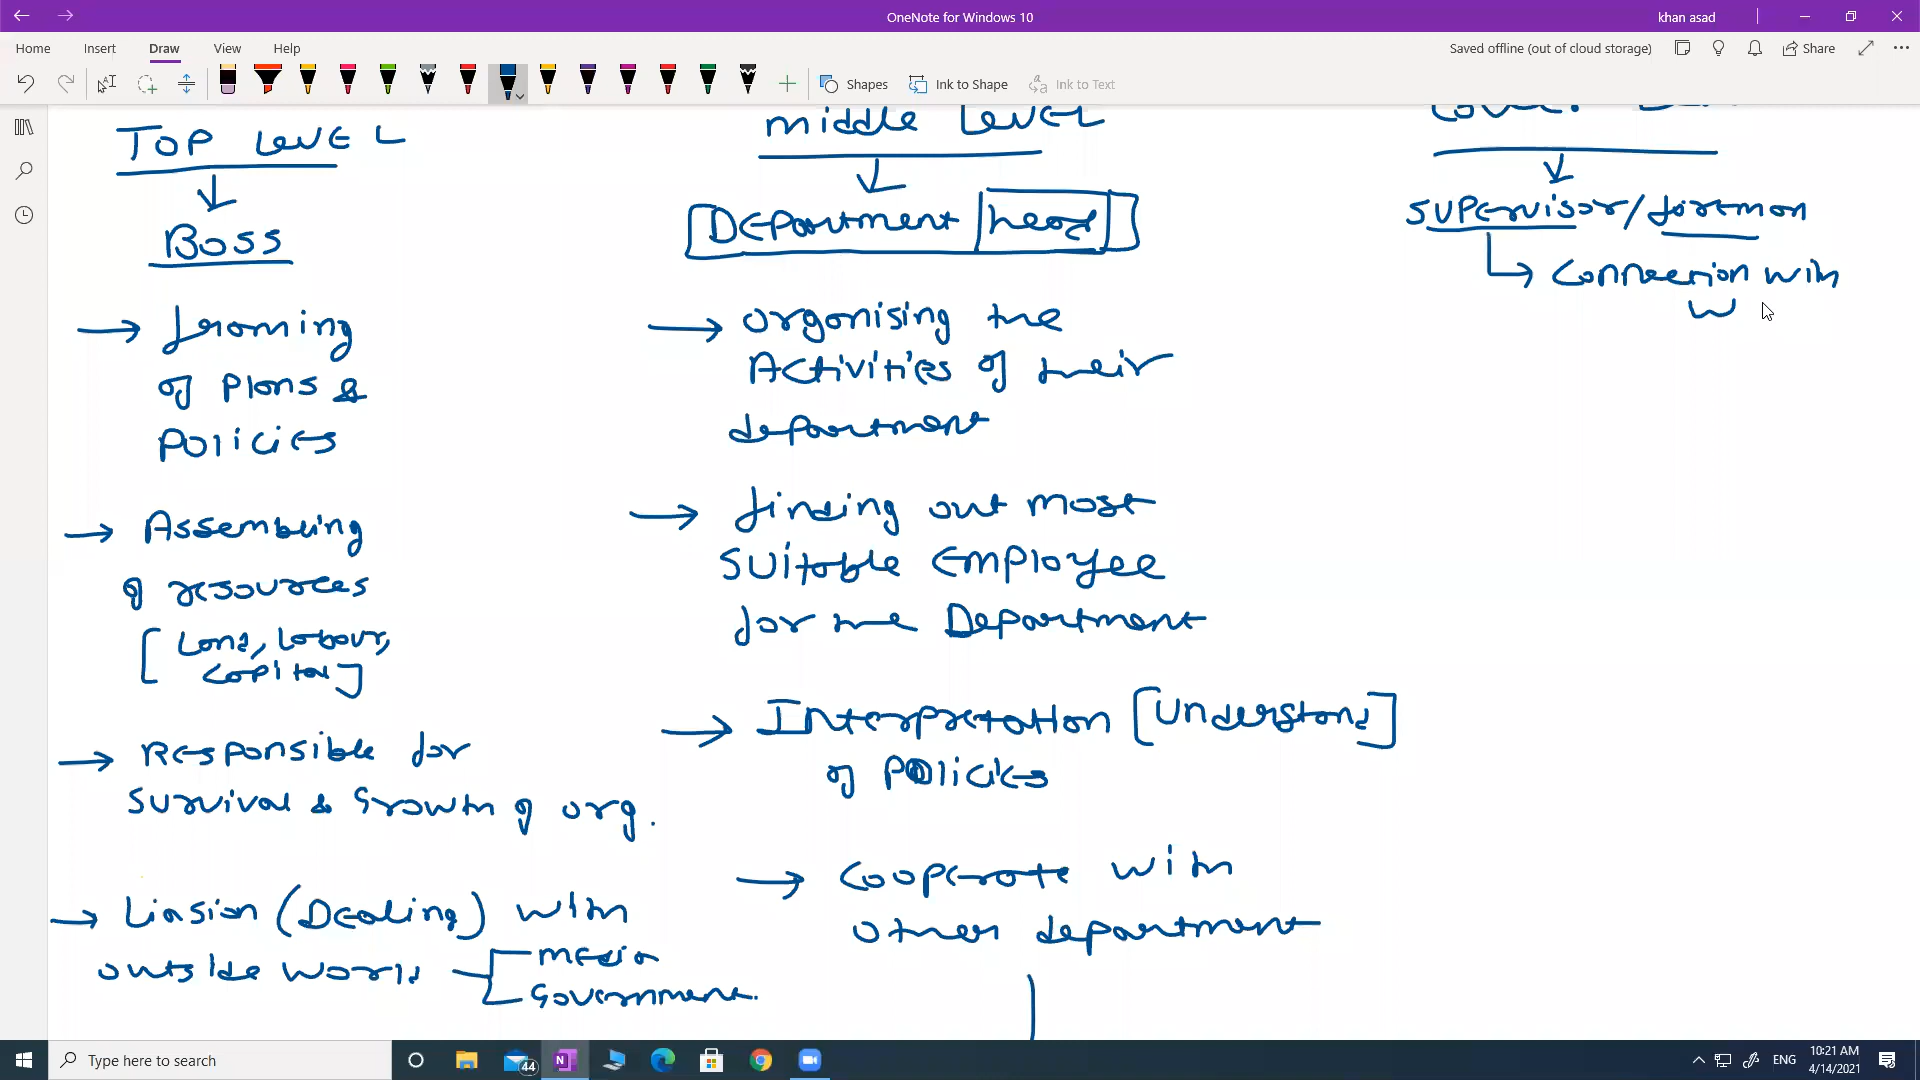 OneNote for Windows 10
khan asad
Home Insert Draw View Help
Saved offline (out of cloud storage)
Share
Shapes
Ink to Shape
Ink to Text
TOP LEVEL
BOSS
framing
of Plans &
Policies
Assembling
of resources
[Land, Labour,
Capital]
Responsible for
Survival & Growth of org.
Liasion (Dealing) with
outside world
media
Government.
middle LEVEL
[DEPartment head]
organising the
Activities of their
department
finding out most
suitable Employee
for the Department
Interpretation [Understand]
of Policies
Cooperate with
other department
SUPervisor/foreman
Connection with
W
Type here to search
44
ENG
10:21 AM
4/14/2021